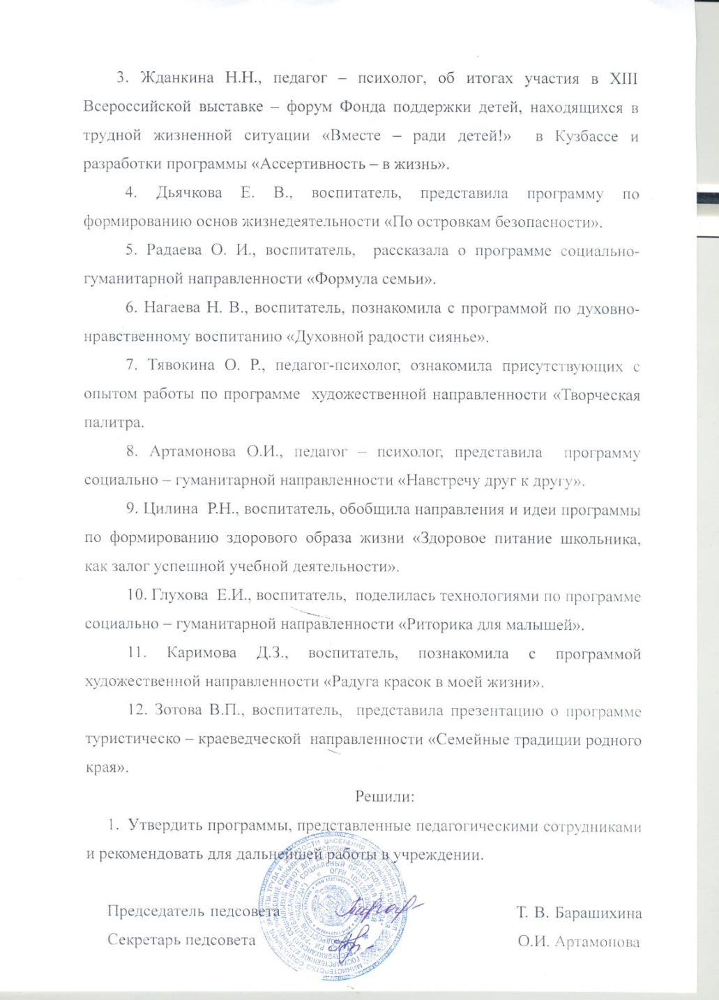 3. Жданкина Н.Н., педагог – психолог, об итогах участия в XIII
Всероссийской выставке – форум Фонда поддержки детей, находящихся в
трудной жизненной ситуации «Вместе – ради детей!» в Кузбассе и
разработки программы «Ассертивность – в жизнь».
4. Дьячкова Е. В., воспитатель, представила программу по
формированию основ жизнедеятельности «По островкам безопасности».
5. Радаева О. И., воспитатель, рассказала о программе социально-
гуманитарной направленности «Формула семьи».
6. Нагаева Н. В., воспитатель, познакомила с программой по духовно-
нравственному воспитанию «Духовной радости сиянье».
7. Тявокина О. Р., педагог-психолог, ознакомила присутствующих с
опытом работы по программе художественной направленности «Творческая
палитра.
8. Артамонова О.И., педагог – психолог, представила программу
социально – гуманитарной направленности «Навстречу друг к другу».
9. Цилина Р.Н., воспитатель, обобщила направления и идеи программы
по формированию здорового образа жизни «Здоровое питание школьника,
как залог успешной учебной деятельности».
10. Глухова Е.И., воспитатель, поделилась технологиями по программе
социально – гуманитарной направленности «Риторика для малышей».
11. Каримова Д.З., воспитатель, познакомила с программой
художественной направленности «Радуга красок в моей жизни».
12. Зотова В.П., воспитатель, представила презентацию о программе
туристическо – краеведческой направленности «Семейные традиции родного
края».
Решили:
1. Утвердить программы, представленные педагогическими сотрудниками
и рекомендовать для дальнейшей работы в учреждении.
Председатель педсовета Т. В. Барашихина
Секретарь педсовета О.И. Артамонова